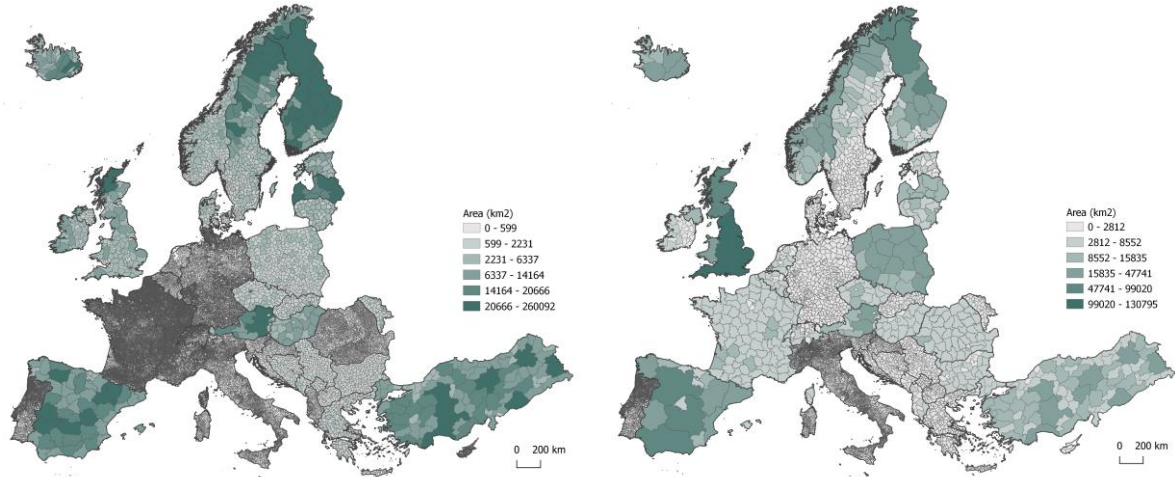 Area (km2)
0 - 599
599 - 2231
2231 - 6337
6337 - 14164
14164 - 20666
20666 - 260092
0 200 km
Area (km2)
0 - 2812
2812 - 8552
8552 - 15835
15835 - 47741
47741 - 99020
99020 - 130795
0 200 km